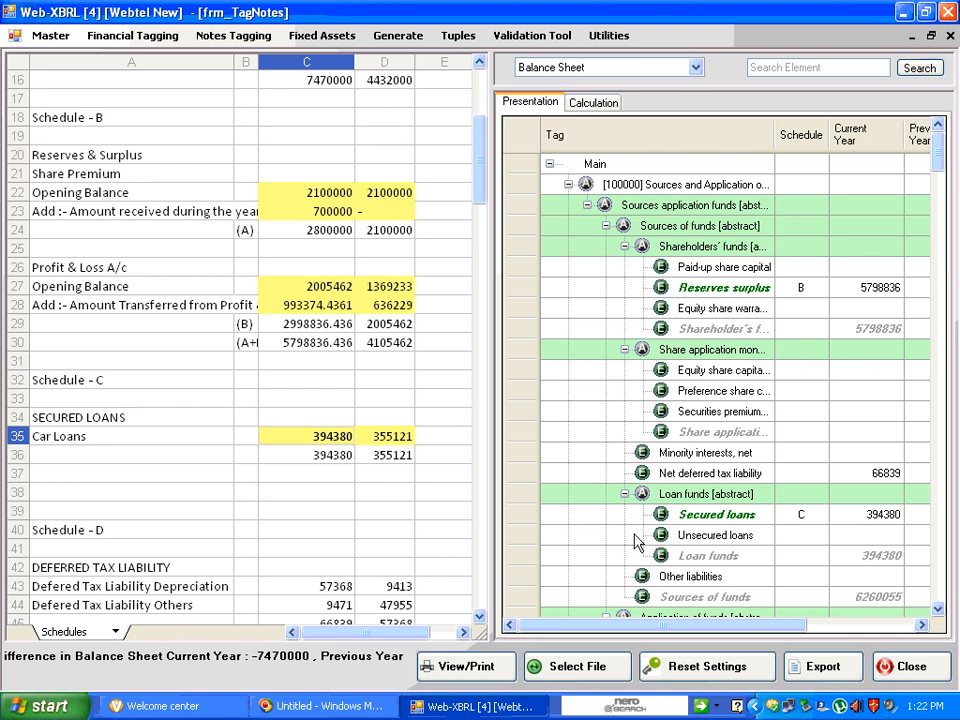 Web-XBRL [4] [Webtel New] - [frm_TagNotes]
Master Financial Tagging Notes Tagging Fixed Assets Generate Tuples Validation Tool Utilities
Balance Sheet Search Element Search
Presentation Calculation
A B C D E
16 7470000 4432000
17
18 Schedule - B
19
20 Reserves & Surplus
21 Share Premium
22 Opening Balance 2100000 2100000
23 Add :- Amount received during the year 700000 -
24 (A) 2800000 2100000
25
26 Profit & Loss A/c
27 Opening Balance 2005462 1369233
28 Add :- Amount Transferred from Profit 993374.4361 636229
29 (B) 2998836.436 2005462
30 (A+ 5798836.436 4105462
31
32 Schedule - C
33
34 SECURED LOANS
35 Car Loans 394380 355121
36 394380 355121
37
38
39
40 Schedule - D
41
42 DEFERRED TAX LIABILITY
43 Defered Tax Liability Depreciation 57368 9413
44 Defered Tax Liability Others 9471 47955
66839 57368
Schedules
Tag Schedule Current Year Prev Year
Main
[100000] Sources and Application o...
Sources application funds [abst...
Sources of funds [abstract]
Shareholders' funds [a...
Paid-up share capital
Reserves surplus B 5798836
Equity share warra...
Shareholder's f... 5798836
Share application mon...
Equity share capita...
Preference share c...
Securities premium...
Share applicati...
Minority interests, net
Net deferred tax liability 66839
Loan funds [abstract]
Secured loans C 394380
Unsecured loans
Loan funds 394380
Other liabilities
Sources of funds 6260055
Application of funds [abstra...
ifference in Balance Sheet Current Year : -7470000 , Previous Year
View/Print Select File Reset Settings Export Close
start Welcome center Untitled - Windows M... Web-XBRL [4] [Webt... nero SEARCH 1:22 PM